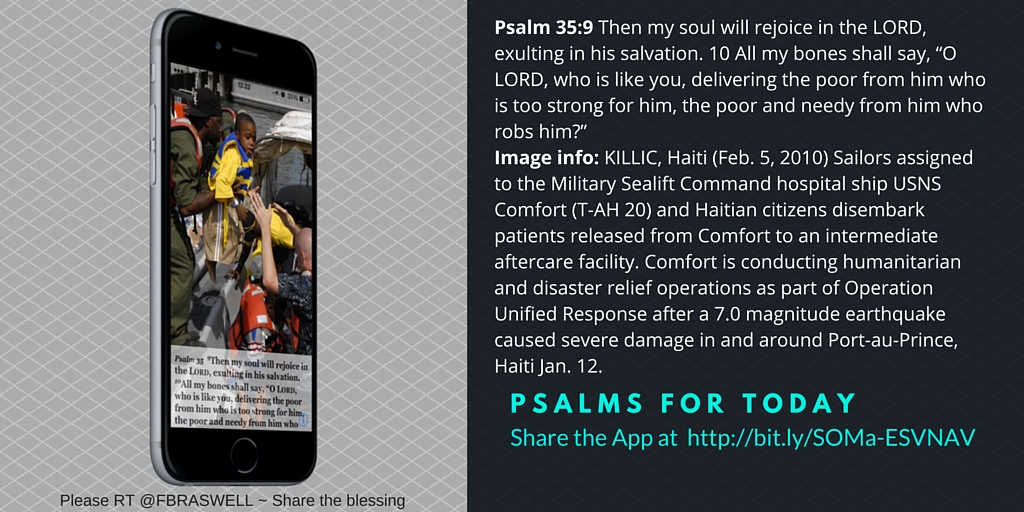 13:22
35%
Psalm 35 ⁹Then my soul will rejoice in
the LORD, exulting in his salvation.
¹⁰All my bones shall say, “O LORD,
who is like you, delivering the poor
from him who is too strong for him,
the poor and needy from him who
Please RT @FBRASWELL ~ Share the blessing
Psalm 35:9 Then my soul will rejoice in the LORD,
exulting in his salvation. 10 All my bones shall say, “O
LORD, who is like you, delivering the poor from him who
is too strong for him, the poor and needy from him who
robs him?”
Image info: KILLIC, Haiti (Feb. 5, 2010) Sailors assigned
to the Military Sealift Command hospital ship USNS
Comfort (T-AH 20) and Haitian citizens disembark
patients released from Comfort to an intermediate
aftercare facility. Comfort is conducting humanitarian
and disaster relief operations as part of Operation
Unified Response after a 7.0 magnitude earthquake
caused severe damage in and around Port-au-Prince,
Haiti Jan. 12.
PSALMS FOR TODAY
Share the App at http://bit.ly/SOMa-ESVNAV